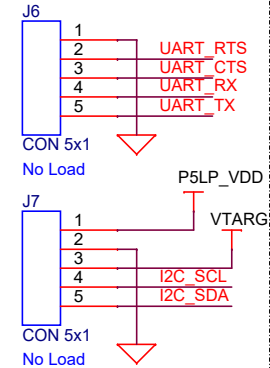 J6
1
2 UART_RTS
3 UART_CTS
4 UART_RX
5 UART_TX
CON 5x1
No Load
P5LP_VDD
J7
VTARG
1
2
3
4 I2C_SCL
5 I2C_SDA
CON 5x1
No Load